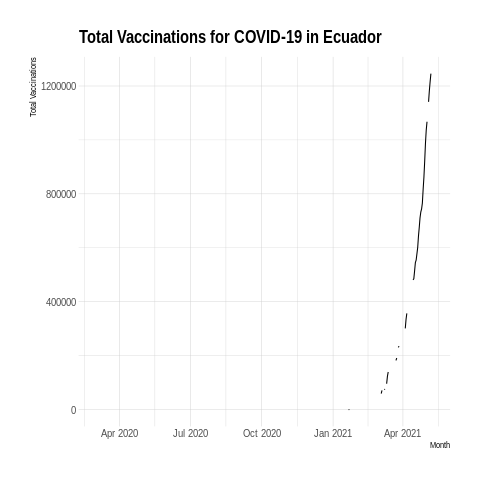 Total Vaccinations for COVID-19 in Ecuador
Total Vaccinations
1200000
800000
400000
0
Apr 2020 Jul 2020 Oct 2020 Jan 2021 Apr 2021
Month